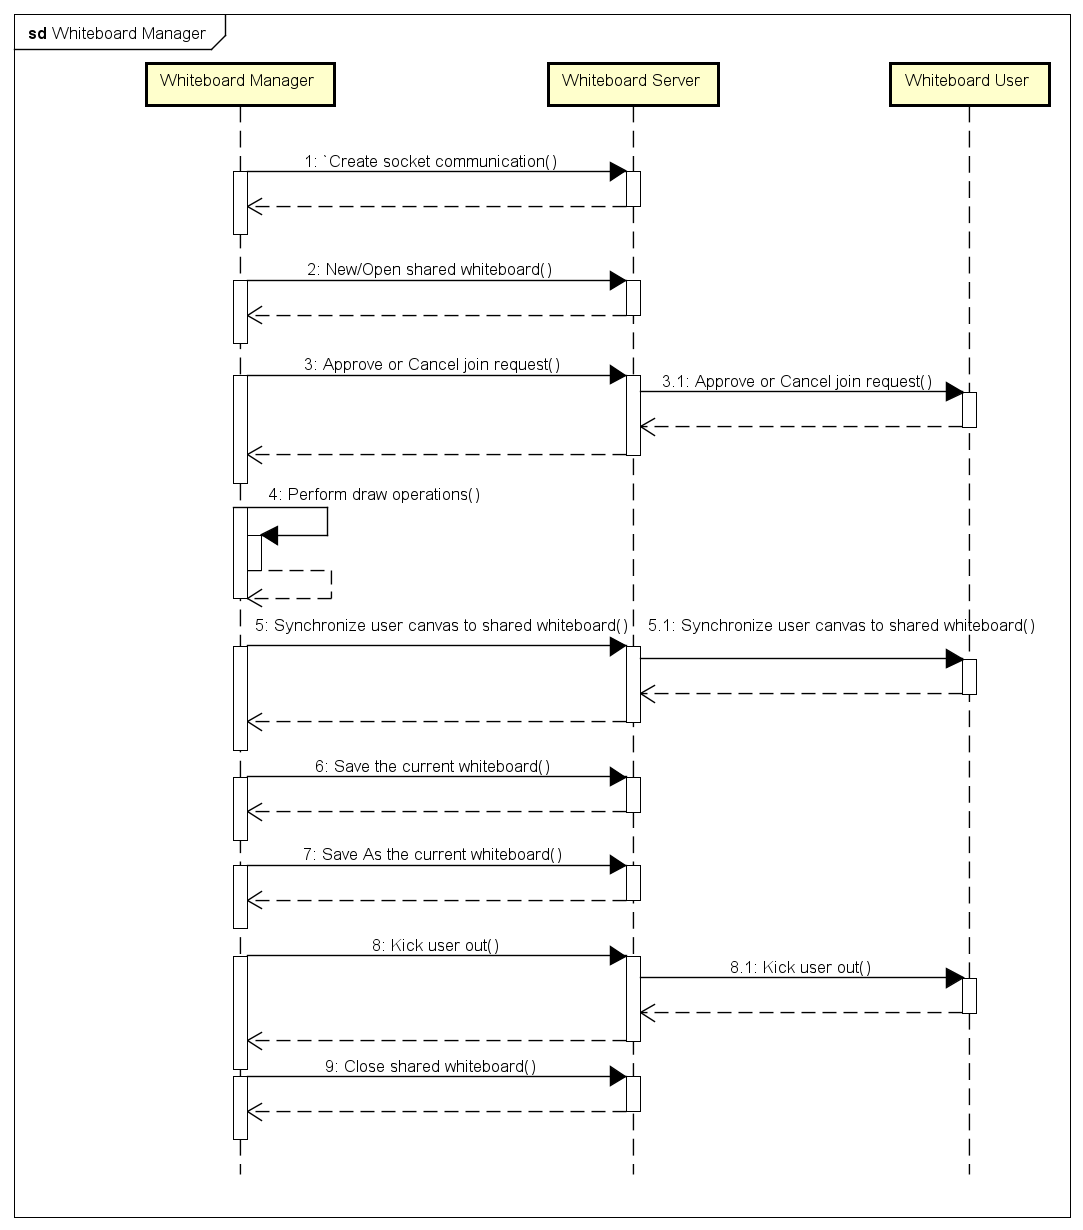 sd Whiteboard Manager
Whiteboard Manager
Whiteboard Server
Whiteboard User
1: `Create socket communication()
2: New/Open shared whiteboard()
3: Approve or Cancel join request()
3.1: Approve or Cancel join request()
4: Perform draw operations()
5: Synchronize user canvas to shared whiteboard()
5.1: Synchronize user canvas to shared whiteboard()
6: Save the current whiteboard()
7: Save As the current whiteboard()
8: Kick user out()
8.1: Kick user out()
9: Close shared whiteboard()